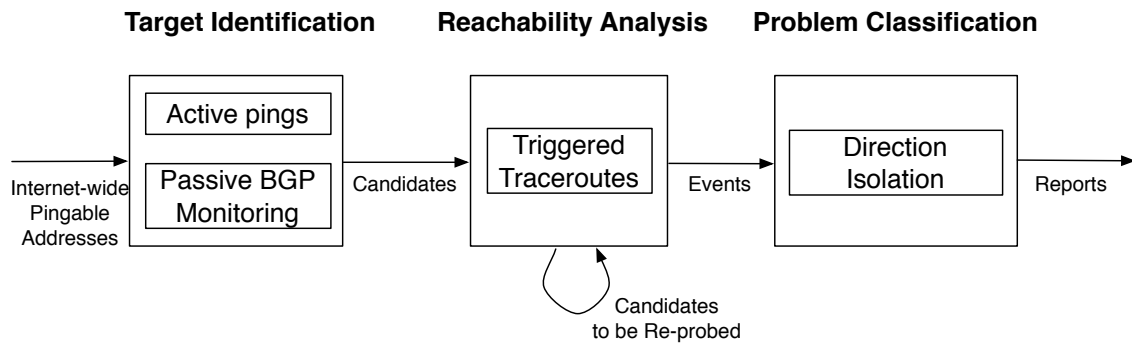 Target Identification
Reachability Analysis
Problem Classification
Active pings
Passive BGP
Monitoring
Triggered
Traceroutes
Direction
Isolation
Internet-wide
Pingable
Addresses
Candidates
Events
Reports
Candidates
to be Re-probed